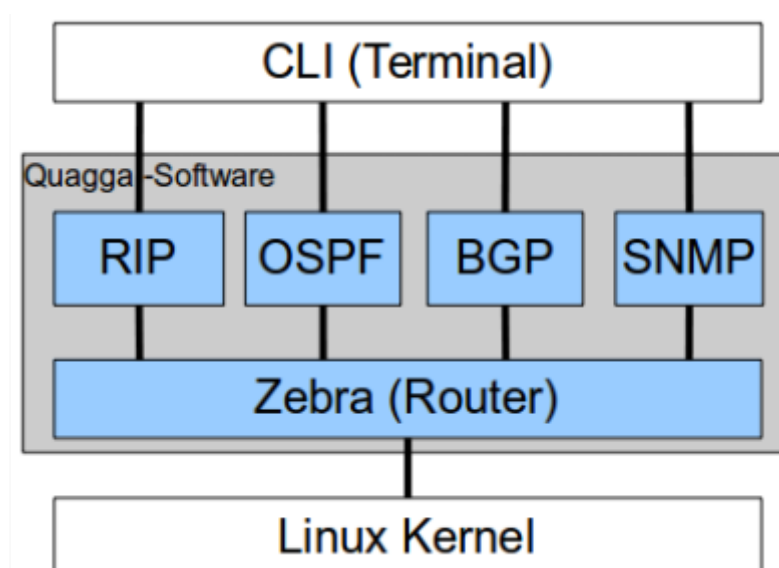 CLI (Terminal)
Quagga -Software
RIP OSPF BGP SNMP
Zebra (Router)
Linux Kernel